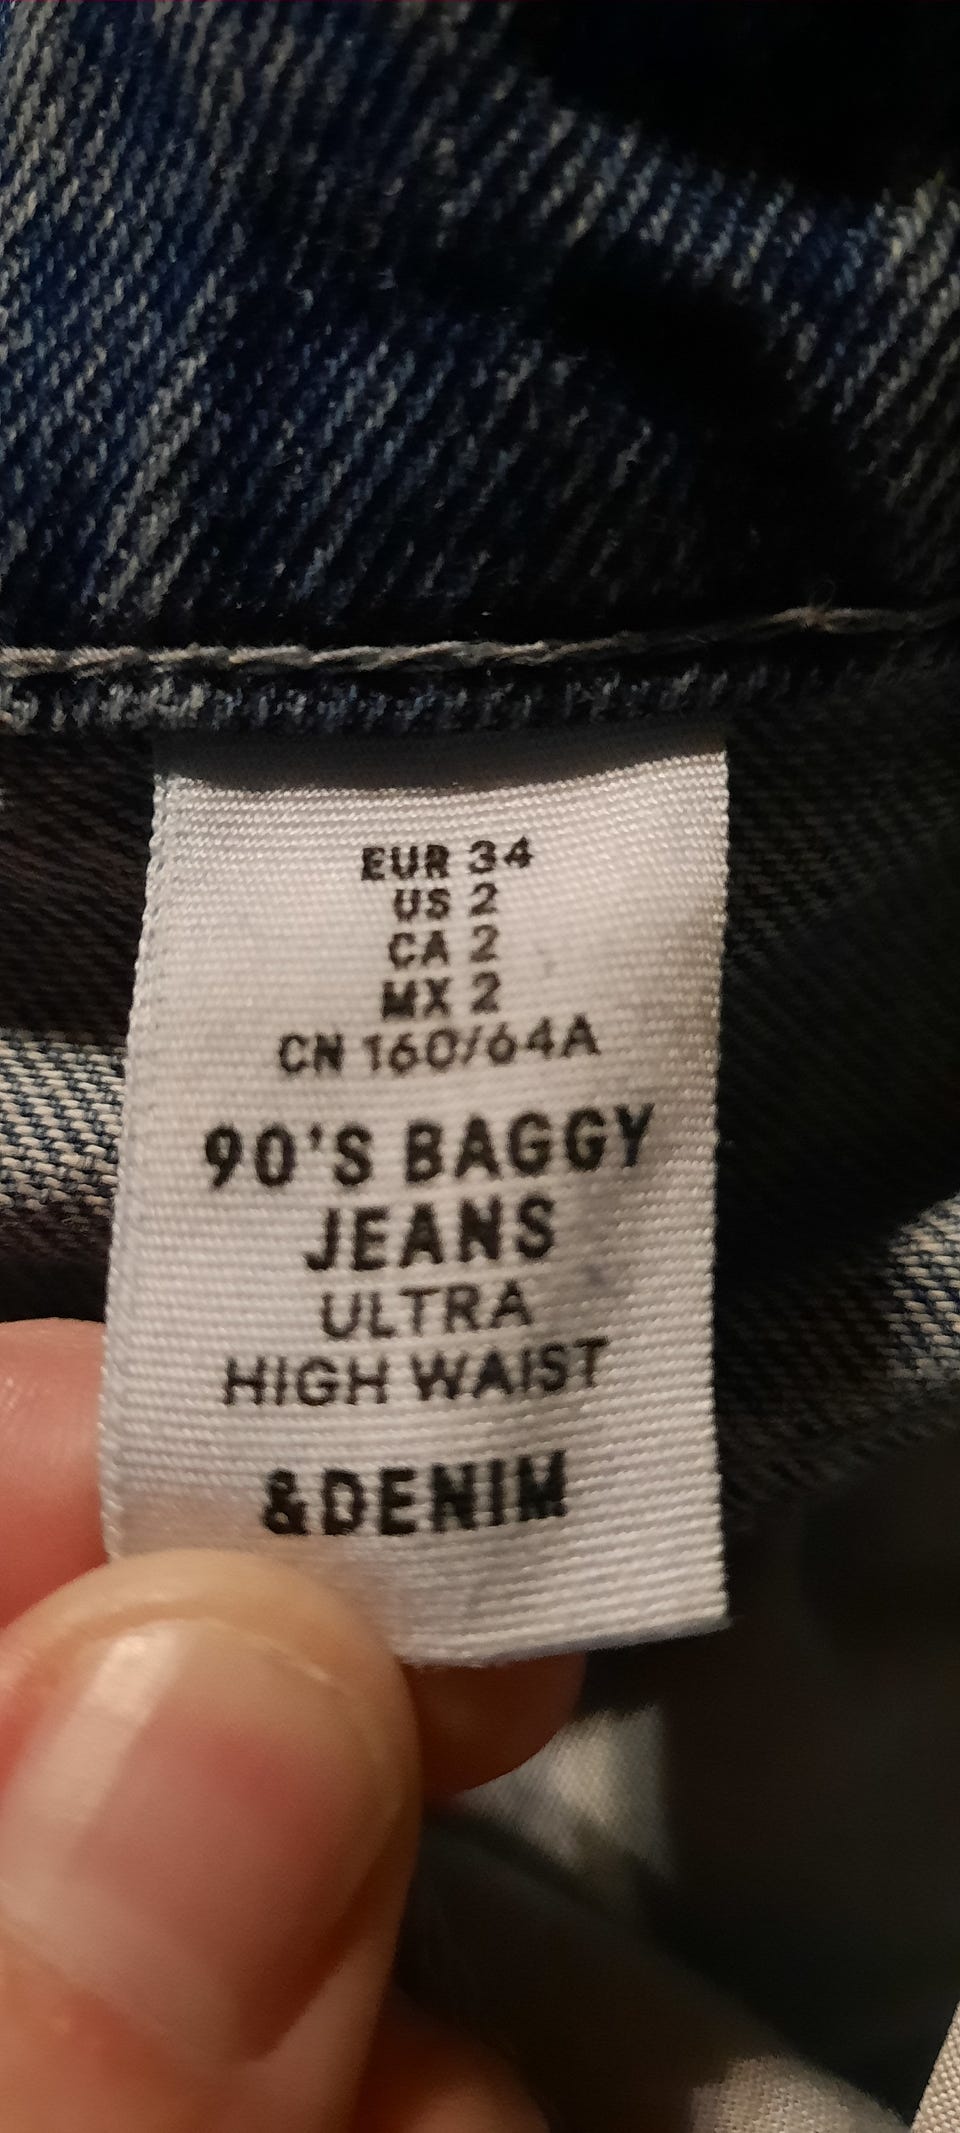 EUR 34
US 2
CA 2
MX 2
CN 160/64A
90'S BAGGY
JEANS
ULTRA
HIGH WAIST
&DENIM